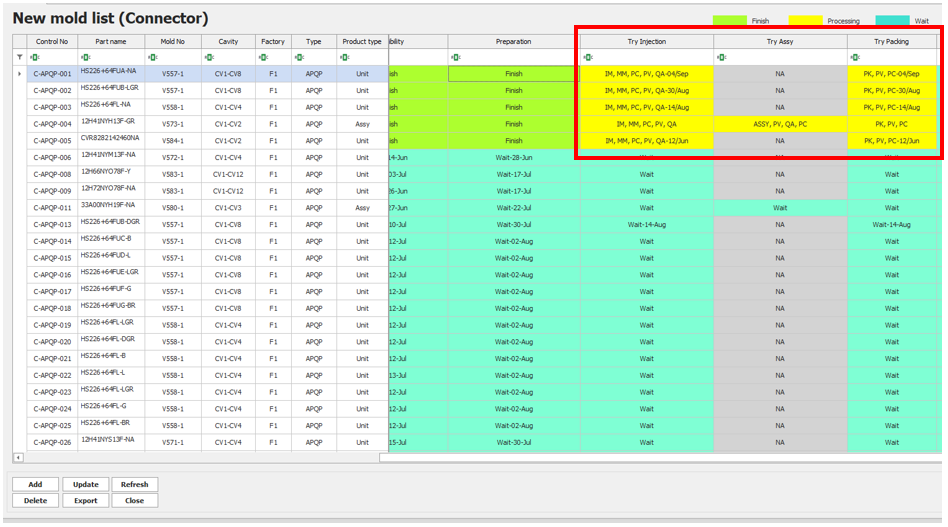 New mold list (Connector)
Finish Processing Wait
Control No Part name Mold No Cavity Factory Type Product type ibility Preparation Try Injection Try Assy Try Packing
C-APQP-001 HS226+64FUA-NA V557-1 CV1-CV8 F1 APQP Unit ish Finish IM, MM, PC, PV, QA-04/Sep NA PK, PV, PC-04/Sep
C-APQP-002 HS226+64FUB-LGR V557-1 CV1-CV8 F1 APQP Unit ish Finish IM, MM, PC, PV, QA-30/Aug NA PK, PV, PC-30/Aug
C-APQP-003 HS226+64FL-NA V558-1 CV1-CV4 F1 APQP Unit ish Finish IM, MM, PC, PV, QA-14/Aug NA PK, PV, PC-14/Aug
C-APQP-004 12H41NYH13F-GR V573-1 CV1-CV2 F1 APQP Assy ish Finish IM, MM, PC, PV, QA ASSY, PV, QA, PC PK, PV, PC
C-APQP-005 CVR8282142460NA V584-1 CV1-CV2 F1 APQP Unit ish Finish IM, MM, PC, PV, QA-12/Jun NA PK, PV, PC-12/Jun
C-APQP-006 12H41NYM13F-NA V572-1 CV1-CV4 F1 APQP Unit 14-Jun Wait-28-Jun Wait NA Wait
C-APQP-008 12H66NYO78F-Y V583-1 CV1-CV12 F1 APQP Unit 03-Jul Wait-17-Jul Wait NA Wait
C-APQP-009 12H72NYO78F-NA V583-1 CV1-CV12 F1 APQP Unit 26-Jun Wait-17-Jul Wait NA Wait
C-APQP-011 33A00NYH19F-NA V580-1 CV1-CV3 F1 APQP Assy 27-Jun Wait-22-Jul Wait Wait Wait
C-APQP-013 HS226+64FUB-DGR V557-1 CV1-CV8 F1 APQP Unit 10-Jul Wait-30-Jul Wait-14-Aug NA Wait-14-Aug
C-APQP-014 HS226+64FUC-B V557-1 CV1-CV8 F1 APQP Unit 12-Jul Wait-02-Aug Wait NA Wait
C-APQP-015 HS226+64FUD-L V557-1 CV1-CV8 F1 APQP Unit 12-Jul Wait-02-Aug Wait NA Wait
C-APQP-016 HS226+64FUE-LGR V557-1 CV1-CV8 F1 APQP Unit 12-Jul Wait-02-Aug Wait NA Wait
C-APQP-017 HS226+64FUF-G V557-1 CV1-CV8 F1 APQP Unit 12-Jul Wait-02-Aug Wait NA Wait
C-APQP-018 HS226+64FUG-BR V557-1 CV1-CV8 F1 APQP Unit 12-Jul Wait-02-Aug Wait NA Wait
C-APQP-019 HS226+64FL-LGR V558-1 CV1-CV4 F1 APQP Unit 12-Jul Wait-02-Aug Wait NA Wait
C-APQP-020 HS226+64FL-DGR V558-1 CV1-CV4 F1 APQP Unit 12-Jul Wait-02-Aug Wait NA Wait
C-APQP-021 HS226+64FL-B V558-1 CV1-CV4 F1 APQP Unit 12-Jul Wait-02-Aug Wait NA Wait
C-APQP-022 HS226+64FL-L V558-1 CV1-CV4 F1 APQP Unit 13-Jul Wait-02-Aug Wait NA Wait
C-APQP-023 HS226+64FL-LGR V558-1 CV1-CV4 F1 APQP Unit 12-Jul Wait-02-Aug Wait NA Wait
C-APQP-024 HS226+64FL-G V558-1 CV1-CV4 F1 APQP Unit 12-Jul Wait-02-Aug Wait NA Wait
C-APQP-025 HS226+64FL-BR V558-1 CV1-CV4 F1 APQP Unit 12-Jul Wait-02-Aug Wait NA Wait
C-APQP-026 12H41NYS13F-NA V571-1 CV1-CV4 F1 APQP Unit 15-Jul Wait-30-Jul Wait NA Wait
Add Update Refresh
Delete Export Close